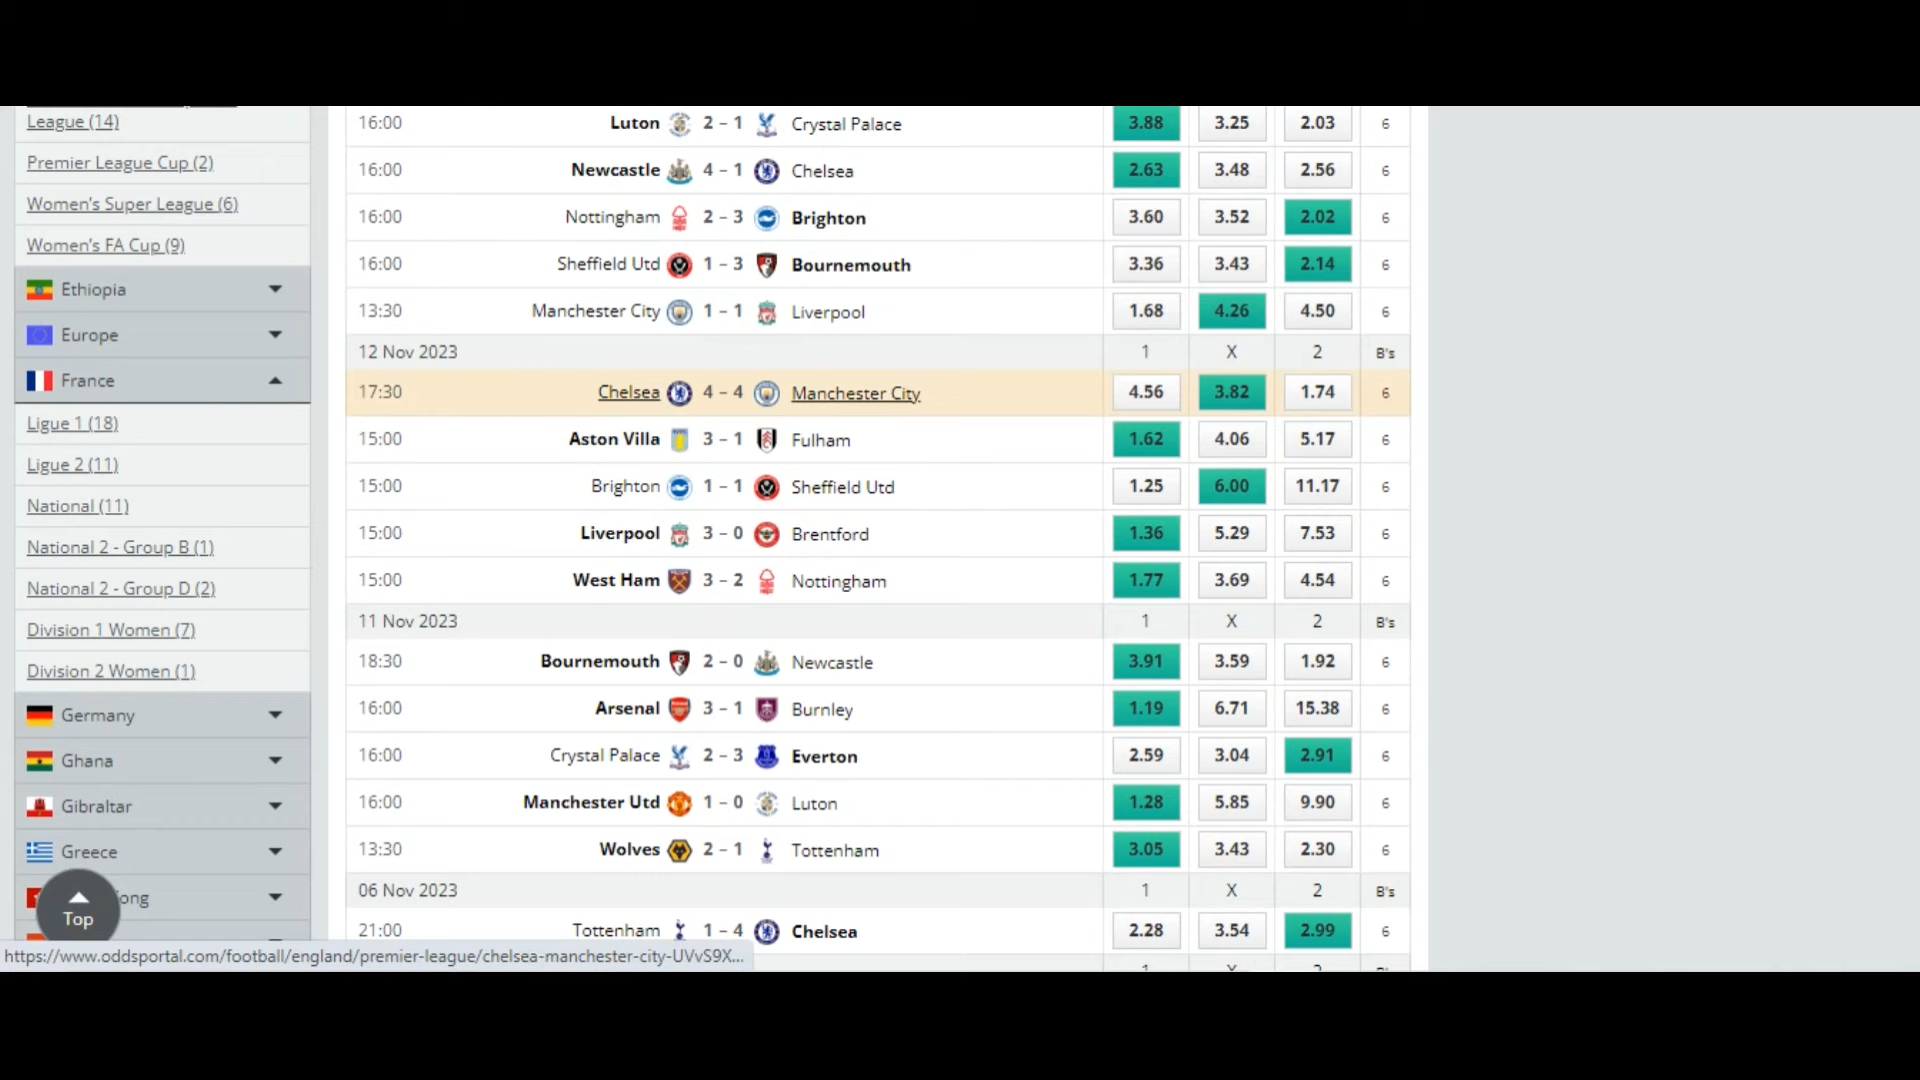 League (14)
Premier League Cup (2)
Women's Super League (6)
Women's FA Cup (9)
Ethiopia
Europe
France
Ligue 1 (18)
Ligue 2 (11)
National (11)
National 2 - Group B (1)
National 2 - Group D (2)
Division 1 Women (7)
Division 2 Women (1)
Germany
Ghana
Gibraltar
Greece
ong
Top
16:00 Luton 2 – 1 Crystal Palace 3.88 3.25 2.03 6
16:00 Newcastle 4 – 1 Chelsea 2.63 3.48 2.56 6
16:00 Nottingham 2 – 3 Brighton 3.60 3.52 2.02 6
16:00 Sheffield Utd 1 – 3 Bournemouth 3.36 3.43 2.14 6
13:30 Manchester City 1 – 1 Liverpool 1.68 4.26 4.50 6
12 Nov 2023 1 X 2 B's
17:30 Chelsea 4 – 4 Manchester City 4.56 3.82 1.74 6
15:00 Aston Villa 3 – 1 Fulham 1.62 4.06 5.17 6
15:00 Brighton 1 – 1 Sheffield Utd 1.25 6.00 11.17 6
15:00 Liverpool 3 – 0 Brentford 1.36 5.29 7.53 6
15:00 West Ham 3 – 2 Nottingham 1.77 3.69 4.54 6
11 Nov 2023 1 X 2 B's
18:30 Bournemouth 2 – 0 Newcastle 3.91 3.59 1.92 6
16:00 Arsenal 3 – 1 Burnley 1.19 6.71 15.38 6
16:00 Crystal Palace 2 – 3 Everton 2.59 3.04 2.91 6
16:00 Manchester Utd 1 – 0 Luton 1.28 5.85 9.90 6
13:30 Wolves 2 – 1 Tottenham 3.05 3.43 2.30 6
06 Nov 2023 1 X 2 B's
21:00 Tottenham 1 – 4 Chelsea 2.28 3.54 2.99 6
https://www.oddsportal.com/football/england/premier-league/chelsea-manchester-city-UVvS9X...